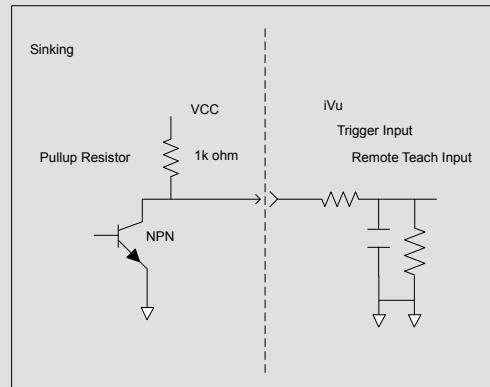 Sinking
VCC
iVu
Trigger Input
Pullup Resistor
1k ohm
Remote Teach Input
NPN